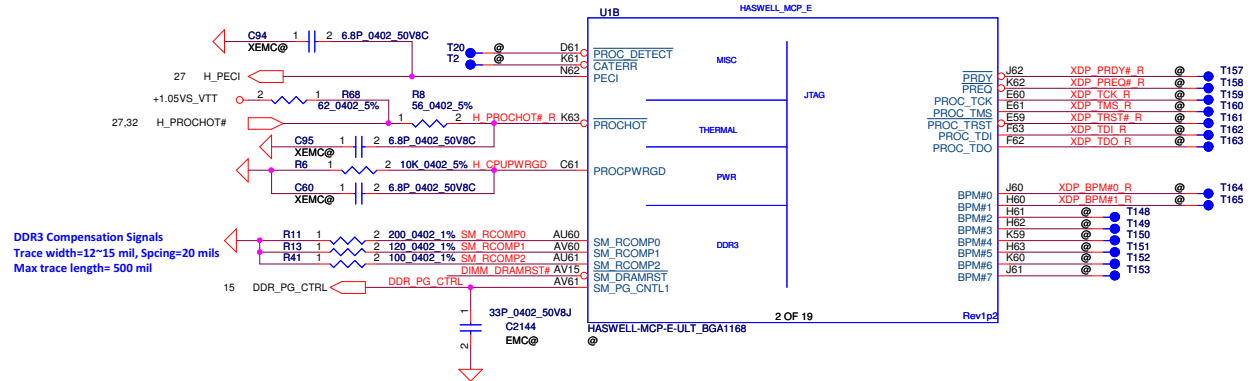 U1B
HASWELL_MCP_E
C94 1 2 6.8P_0402_50V8C
XEMC@
T20 @ D61 PROC_DETECT
T2 @ K61 CATERR
27 H_PECI N62 PECI
MISC
JTAG
+1.05VS_VTT 2 1 R68
62_0402_5%
R8
56_0402_5%
27,32 H_PROCHOT# 1 2 H_PROCHOT#_R K63 PROCHOT
THERMAL
C95 1 2 6.8P_0402_50V8C
XEMC@
R6 1 2 10K_0402_5% H_CPUPWRGD C61 PROCPWRGD
PWR
C60 1 2 6.8P_0402_50V8C
XEMC@
DDR3 Compensation Signals
Trace width=12~15 mil, Spcing=20 mils
Max trace length= 500 mil
R11 1 2 200_0402_1% SM_RCOMP0 AU60 SM_RCOMP0
R13 1 2 120_0402_1% SM_RCOMP1 AV60 SM_RCOMP1
R41 1 2 100_0402_1% SM_RCOMP2 AU61 SM_RCOMP2
DIMM_DRAMRST# AV15 SM_DRAMRST
15 DDR_PG_CTRL DDR_PG_CTRL AV61 SM_PG_CNTL1
DDR3
1
33P_0402_50V8J
C2144
2
EMC@
PRDY J62 XDP_PRDY#_R @ T157
PREQ K62 XDP_PREQ#_R @ T158
PROC_TCK E60 XDP_TCK_R @ T159
PROC_TMS E61 XDP_TMS_R @ T160
PROC_TRST E59 XDP_TRST#_R @ T161
PROC_TDI F63 XDP_TDI_R @ T162
PROC_TDO F62 XDP_TDO_R @ T163
BPM#0 J60 XDP_BPM#0_R @ T164
BPM#1 H60 XDP_BPM#1_R @ T165
BPM#2 H61 @ T148
BPM#3 H62 @ T149
BPM#4 K59 @ T150
BPM#5 H63 @ T151
BPM#6 K60 @ T152
BPM#7 J61 @ T153
2 OF 19
Rev1p2
HASWELL-MCP-E-ULT_BGA1168
@